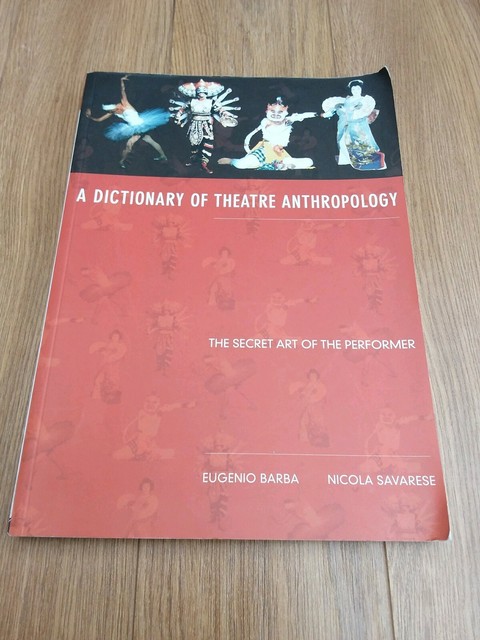 A DICTIONARY OF THEATRE ANTHROPOLOGY
THE SECRET ART OF THE PERFORMER
EUGENIO BARBA NICOLA SAVARESE